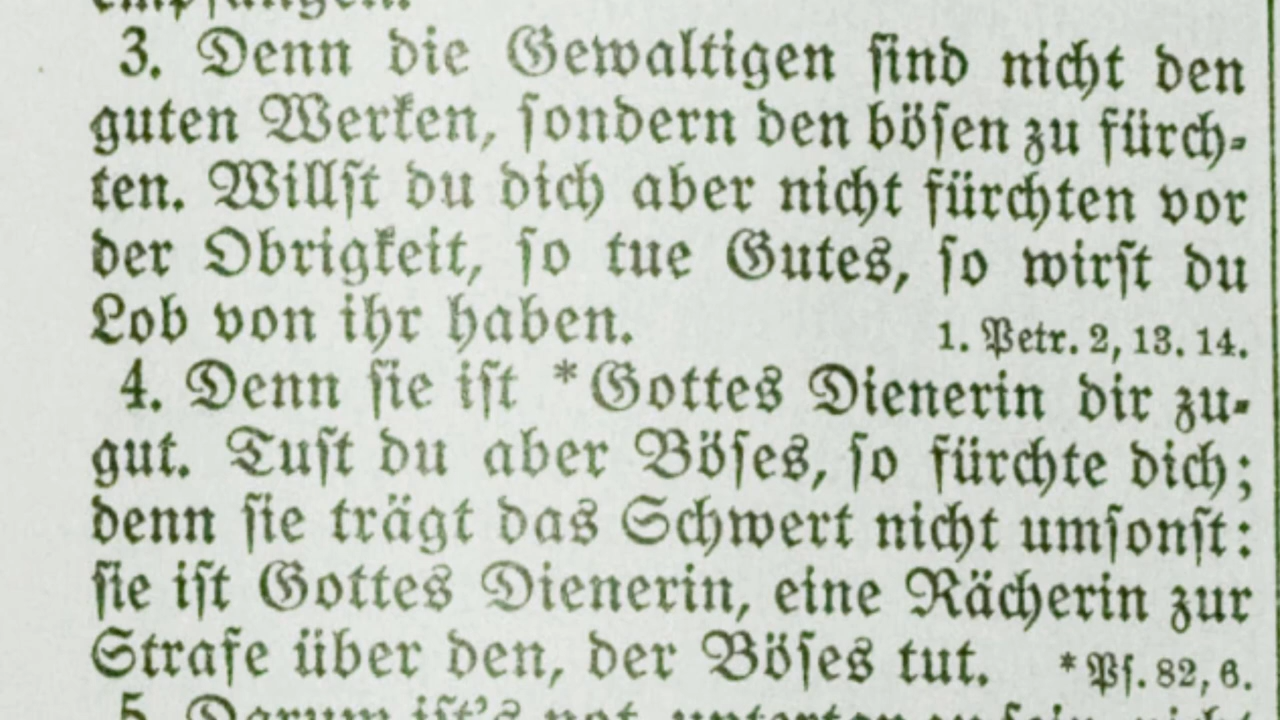 3. Denn die Gewaltigen ſind nicht den
guten Werken, ſondern den böſen zu fürch-
ten. Willſt du dich aber nicht fürchten vor
der Obrigkeit, ſo tue Gutes, ſo wirſt du
Lob von ihr haben. 1. Petr. 2, 13. 14.
4. Denn ſie iſt *Gottes Dienerin dir zu-
gut. Tuſt du aber Böſes, ſo fürchte dich;
denn ſie trägt das Schwert nicht umſonſt:
ſie iſt Gottes Dienerin, eine Rächerin zur
Strafe über den, der Böſes tut. *Pſ. 82, 6.